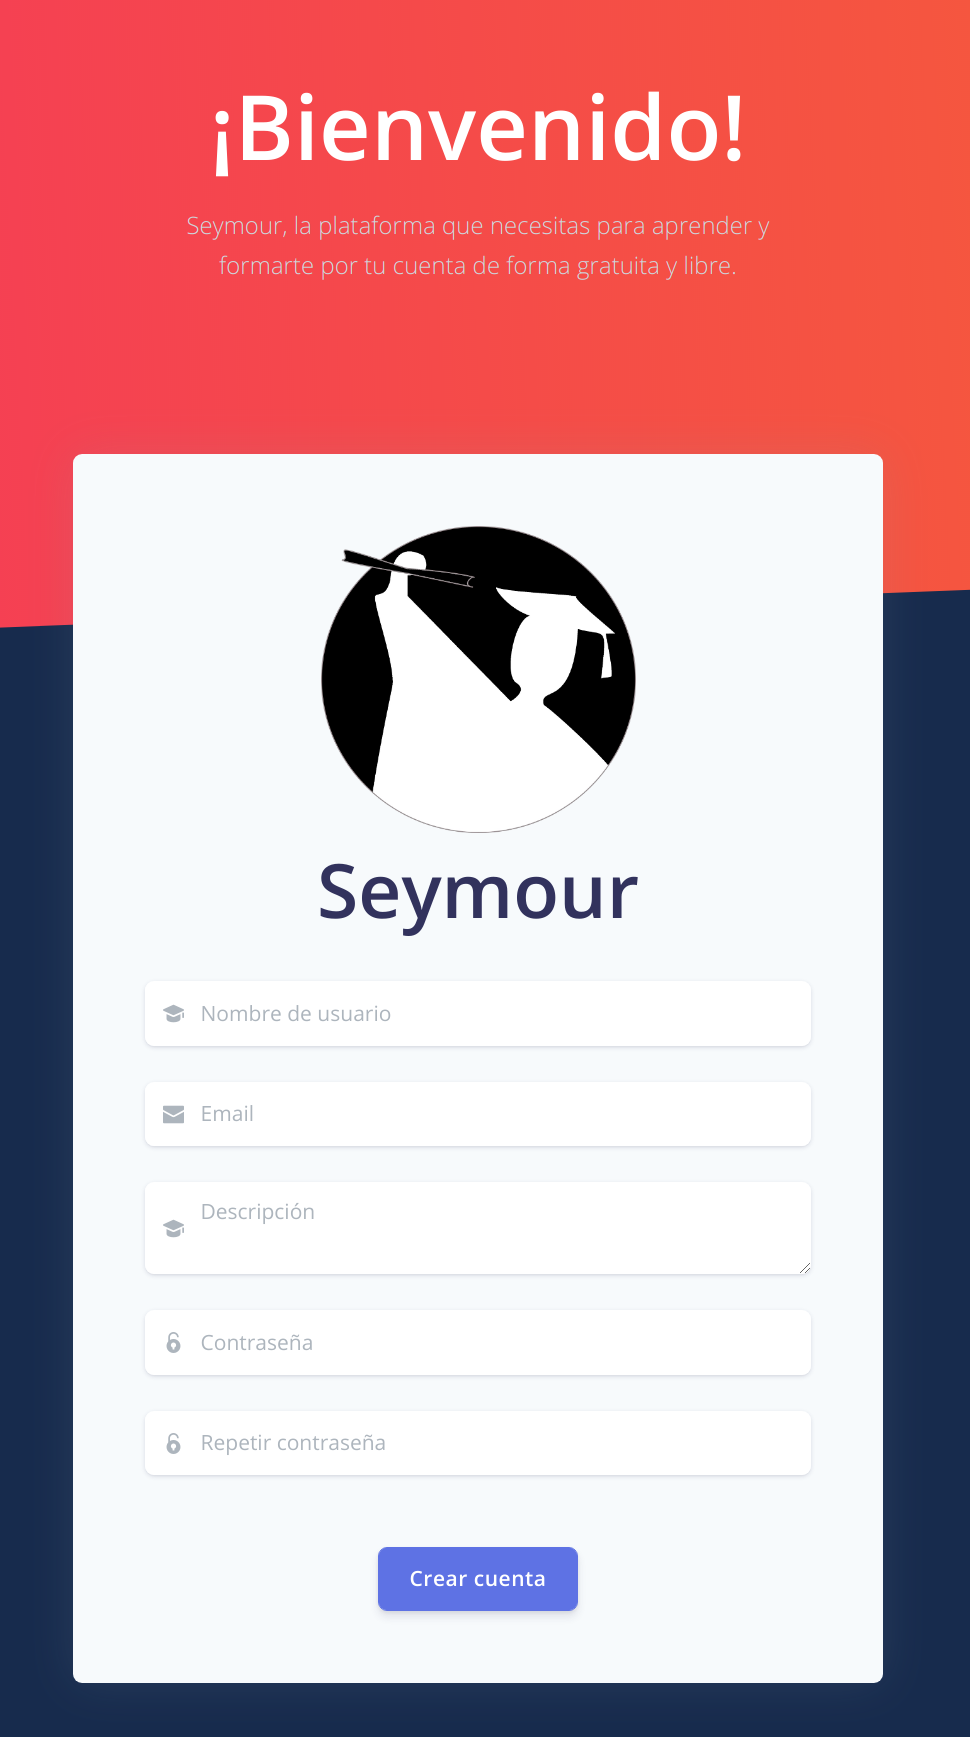 ¡Bienvenido!
Seymour, la plataforma que necesitas para aprender y
formarte por tu cuenta de forma gratuita y libre.
Seymour
Nombre de usuario
Email
Descripción
Contraseña
Repetir contraseña
Crear cuenta